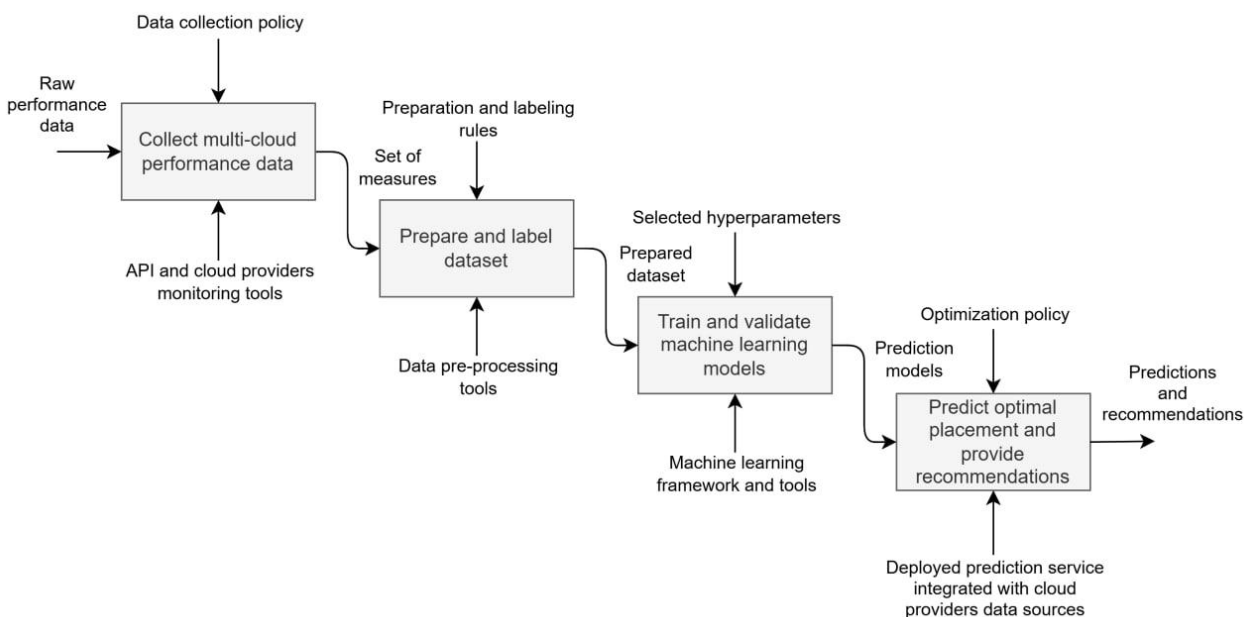 Data collection policy
Raw
performance
data
Collect multi-cloud
performance data
API and cloud providers
monitoring tools
Preparation and labeling
rules
Set of
measures
Prepare and label
dataset
Data pre-processing
tools
Selected hyperparameters
Prepared
dataset
Train and validate
machine learning
models
Machine learning
framework and tools
Optimization policy
Prediction
models
Predict optimal
placement and
provide
recommendations
Predictions
and
recommendations
Deployed prediction service
integrated with cloud
providers data sources